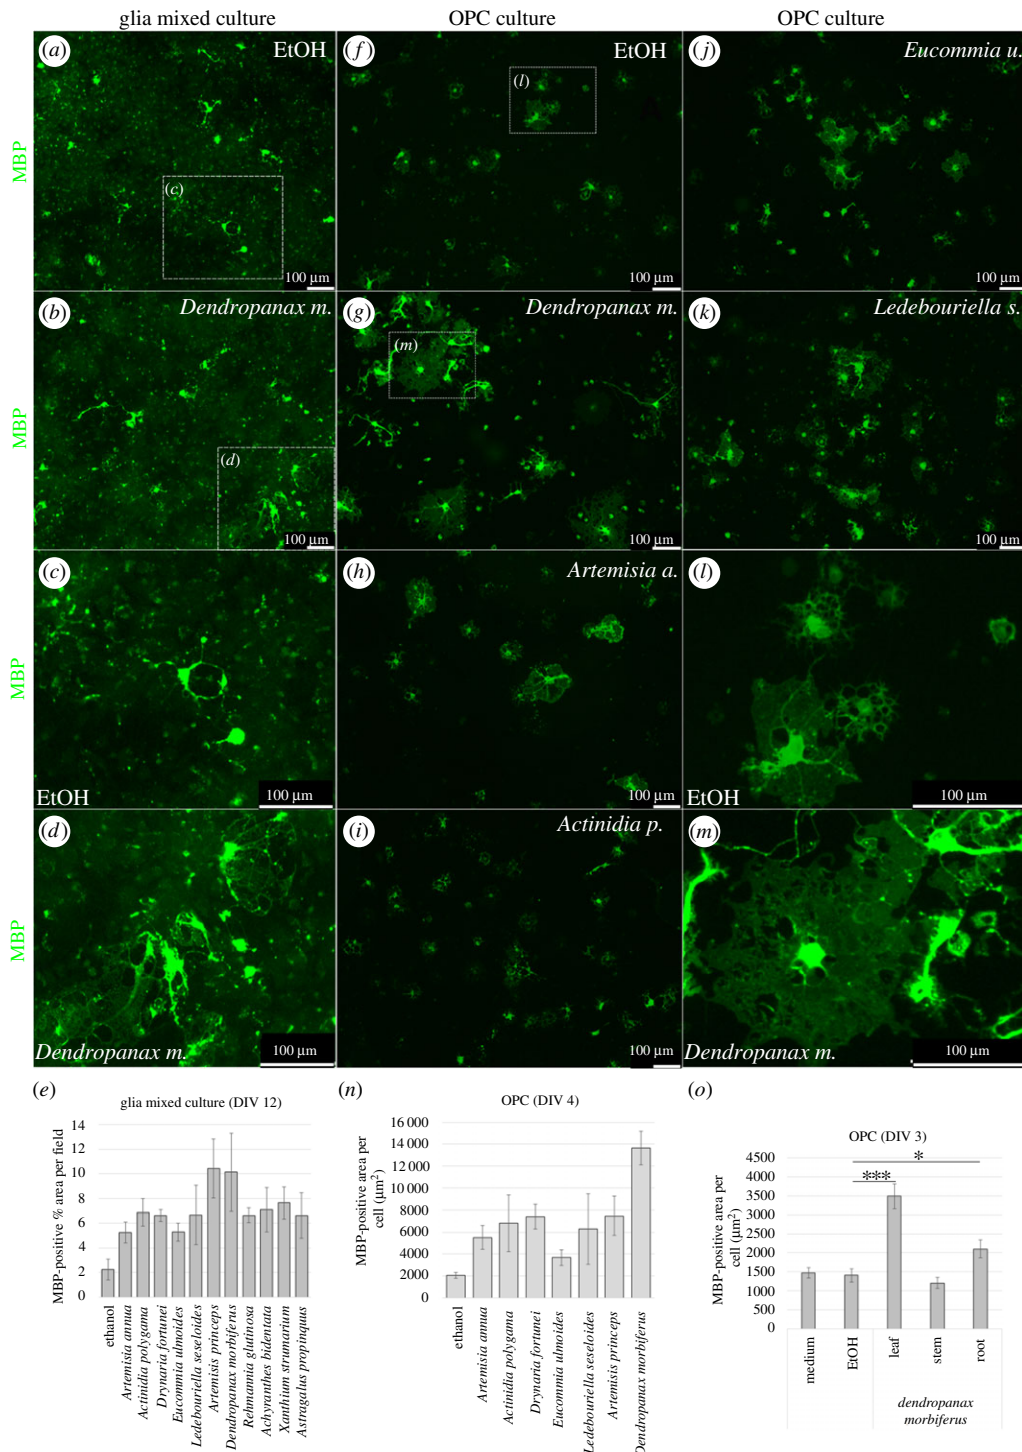 glia mixed culture
OPC culture
OPC culture
(a)
EtOH
(c)
100 µm
MBP
(f)
EtOH
(l)
100 µm
(j)
Eucommia u.
100 µm
(b)
Dendropanax m.
(d)
100 µm
MBP
(g)
Dendropanax m.
(m)
100 µm
(k)
Ledebouriella s.
100 µm
(c)
EtOH
100 µm
MBP
(h)
Artemisia a.
100 µm
(l)
EtOH
100 µm
(d)
Dendropanax m.
100 µm
MBP
(i)
Actinidia p.
100 µm
(m)
Dendropanax m.
100 µm
(e)
glia mixed culture (DIV 12)
MBP-positive % area per field
14
12
10
8
6
4
2
0
ethanol
Artemisia annua
Actinidia polygama
Drynaria fortunei
Eucommia ulmoides
Ledebouriella seseloides
Artemisis princeps
Dendropanax morbiferus
Rehmannia glutinosa
Achyranthes bidentata
Xanthium strumarium
Astragalus propinquus
(n)
OPC (DIV 4)
MBP-positive area per
cell (µm²)
16 000
14 000
12 000
10 000
8000
6000
4000
2000
0
ethanol
Artemisia annua
Actinidia polygama
Drynaria fortunei
Eucommia ulmoides
Ledebouriella seseloides
Artemisis princeps
Dendropanax morbiferus
(o)
OPC (DIV 3)
MBP-positive area per
cell (µm²)
4500
4000
3500
3000
2500
2000
1500
1000
500
0
*
***
medium
EtOH
leaf
stem
root
dendropanax
morbiferus